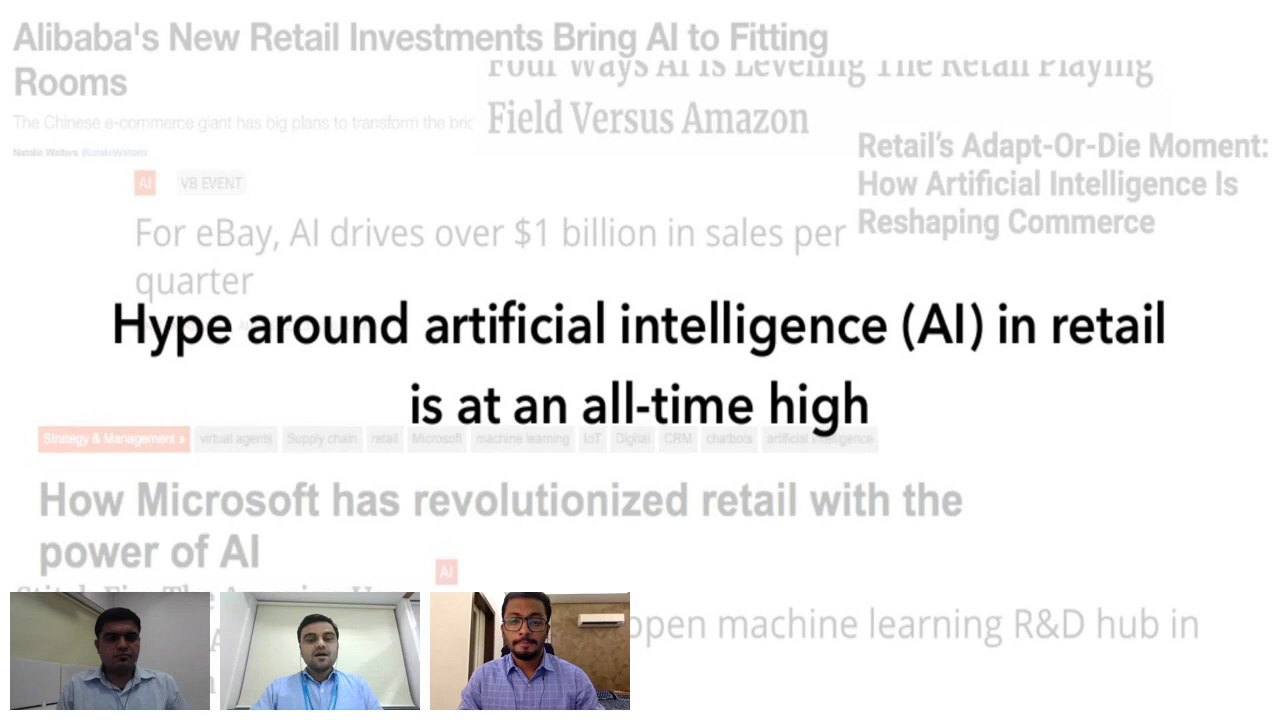 Alibaba's New Retail Investments Bring AI to Fitting
Rooms
The Chinese e-commerce giant has big plans to transform the bric
Natalie Walters
Four Ways AI Is Leveling The Retail Playing
Field Versus Amazon
Retail's Adapt-Or-Die Moment:
How Artificial Intelligence Is
Reshaping Commerce
AI VB EVENT
For eBay, AI drives over $1 billion in sales per
quarter
Hype around artificial intelligence (AI) in retail
is at an all-time high
Strategy & Management » virtual agents Supply chain retail Microsoft machine learning IoT Digital CRM chatbots artificial intelligence
How Microsoft has revolutionized retail with the
power of AI
AI
open machine learning R&D hub in